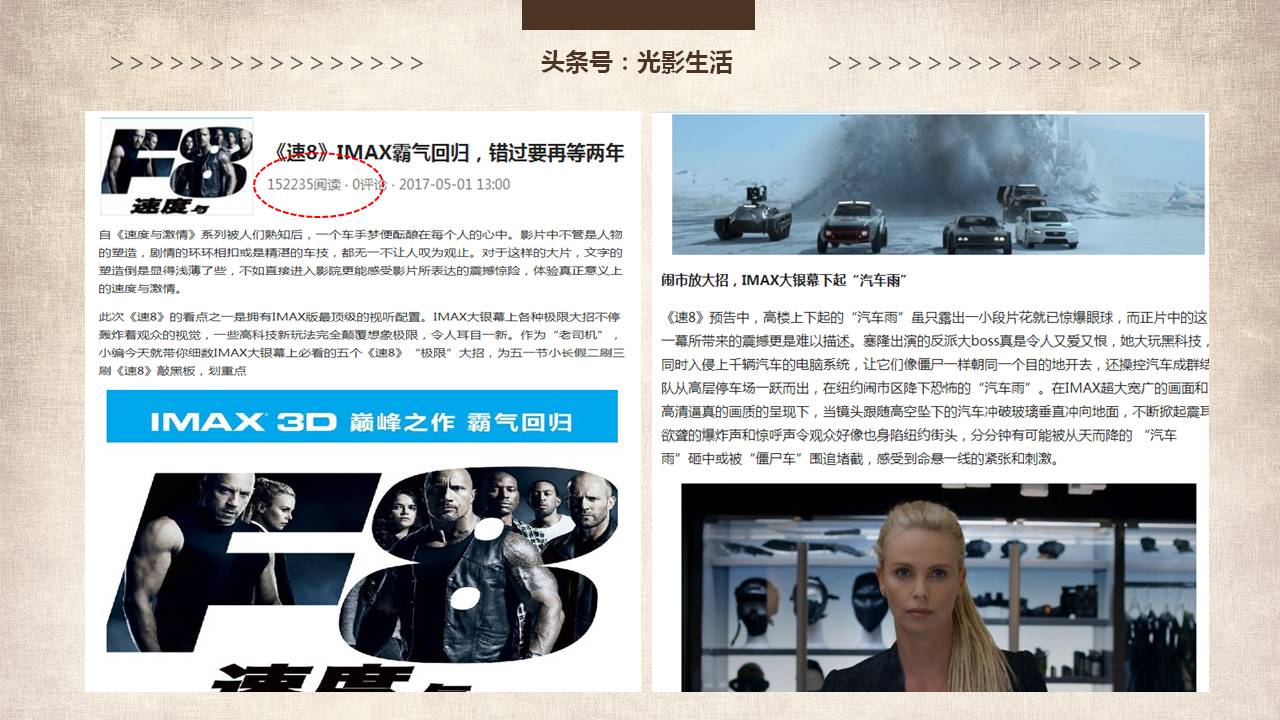 > > > > > > > > > > > > > > > > 头条号：光影生活 > > > > > > > > > > > > > > > >
F8
速度与
《速8》IMAX霸气回归，错过要再等两年
152235阅读 · 0评论 · 2017-05-01 13:00
自《速度与激情》系列被人们熟知后，一个车手梦便酝酿在每个人的心中。影片中不管是人物
的塑造，剧情的环环相扣或是精湛的车技，都无一不让人叹为观止。对于这样的大片，文字的
塑造倒是显得浅薄了些，不如直接进入影院更能感受影片所表达的震撼惊险，体验真正意义上
的速度与激情。
此次《速8》的看点之一是拥有IMAX版最顶级的视听配置。IMAX大银幕上各种极限大招不停
轰炸着观众的视觉，一些高科技新玩法完全颠覆想象极限，令人耳目一新。作为“老司机”，
小编今天就带你细数IMAX大银幕上必看的五个《速8》“极限”大招，为五一节小长假二刷三
刷《速8》敲黑板，划重点
IMAX 3D 巅峰之作 霸气回归
F8
速度与
闹市放大招，IMAX大银幕下起“汽车雨”
《速8》预告中，高楼上下起的“汽车雨”虽只露出一小段片花就已惊爆眼球，而正片中的这
一幕所带来的震撼更是难以描述。塞隆出演的反派大boss真是令人又爱又恨，她大玩黑科技，
同时入侵上千辆汽车的电脑系统，让它们像僵尸一样朝同一个目的地开去，还操控汽车成群结
队从高层停车场一跃而出，在纽约闹市区降下恐怖的“汽车雨”。在IMAX超大宽广的画面和
高清逼真的画质的呈现下，当镜头跟随高空坠下的汽车冲破玻璃垂直冲向地面，不断掀起震耳
欲聋的爆炸声和惊呼声令观众好像也身陷纽约街头，分分钟有可能被从天而降的 “汽车
雨”砸中或被“僵尸车”围追堵截，感受到命悬一线的紧张和刺激。